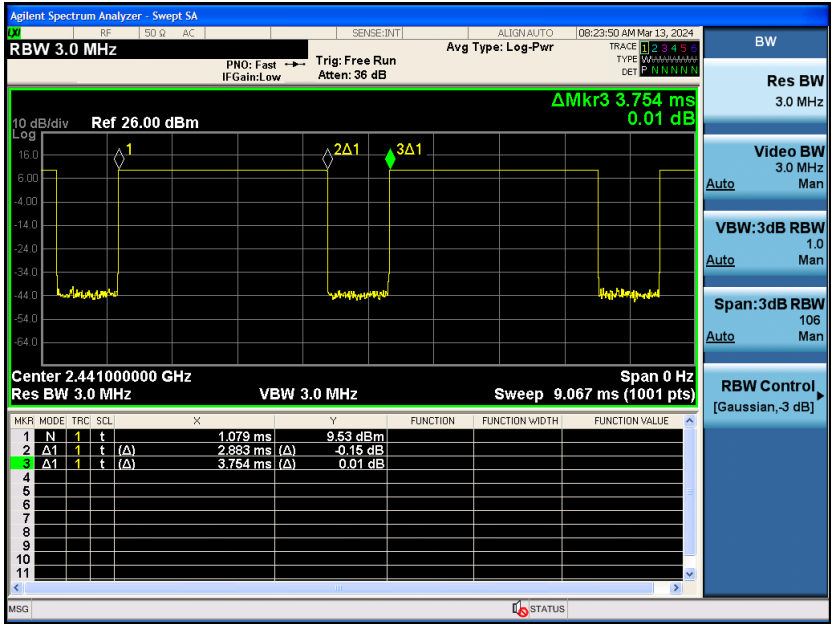 Agilent Spectrum Analyzer - Swept SA
LXI RF 50 Ω AC SENSE:INT ALIGN AUTO 08:23:50 AM Mar 13, 2024
RBW 3.0 MHz
PNO: Fast
IFGain:Low
Trig: Free Run
Atten: 36 dB
Avg Type: Log-Pwr
TRACE 1 2 3 4 5 6
TYPE W
DET P N N N N N
ΔMkr3 3.754 ms
0.01 dB
10 dB/div Ref 26.00 dBm
Log
1
2Δ1
3Δ1
16.0
6.00
-4.00
-14.0
-24.0
-34.0
-44.0
-54.0
-64.0
Center 2.441000000 GHz Span 0 Hz
Res BW 3.0 MHz VBW 3.0 MHz Sweep 9.067 ms (1001 pts)
MKR MODE TRC SCL X Y FUNCTION FUNCTION WIDTH FUNCTION VALUE
1 N 1 t 1.079 ms 9.53 dBm
2 Δ1 1 t (Δ) 2.883 ms (Δ) -0.15 dB
3 Δ1 1 t (Δ) 3.754 ms (Δ) 0.01 dB
4
5
6
7
8
9
10
11
MSG STATUS
BW
Res BW
3.0 MHz
Video BW
3.0 MHz
Auto Man
VBW:3dB RBW
1.0
Auto Man
Span:3dB RBW
106
Auto Man
RBW Control
[Gaussian,-3 dB]